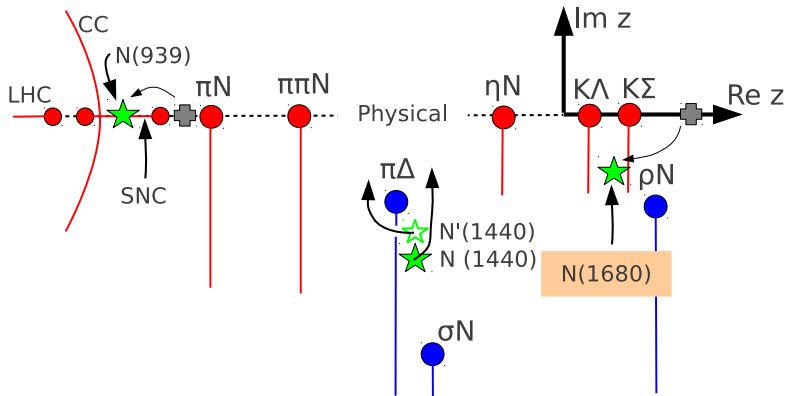 CC
Im z
N(939)
LHC
πN
ππN
Physical
ηN
KΛ
KΣ
Re z
SNC
πΔ
ρN
N'(1440)
N (1440)
N(1680)
σN